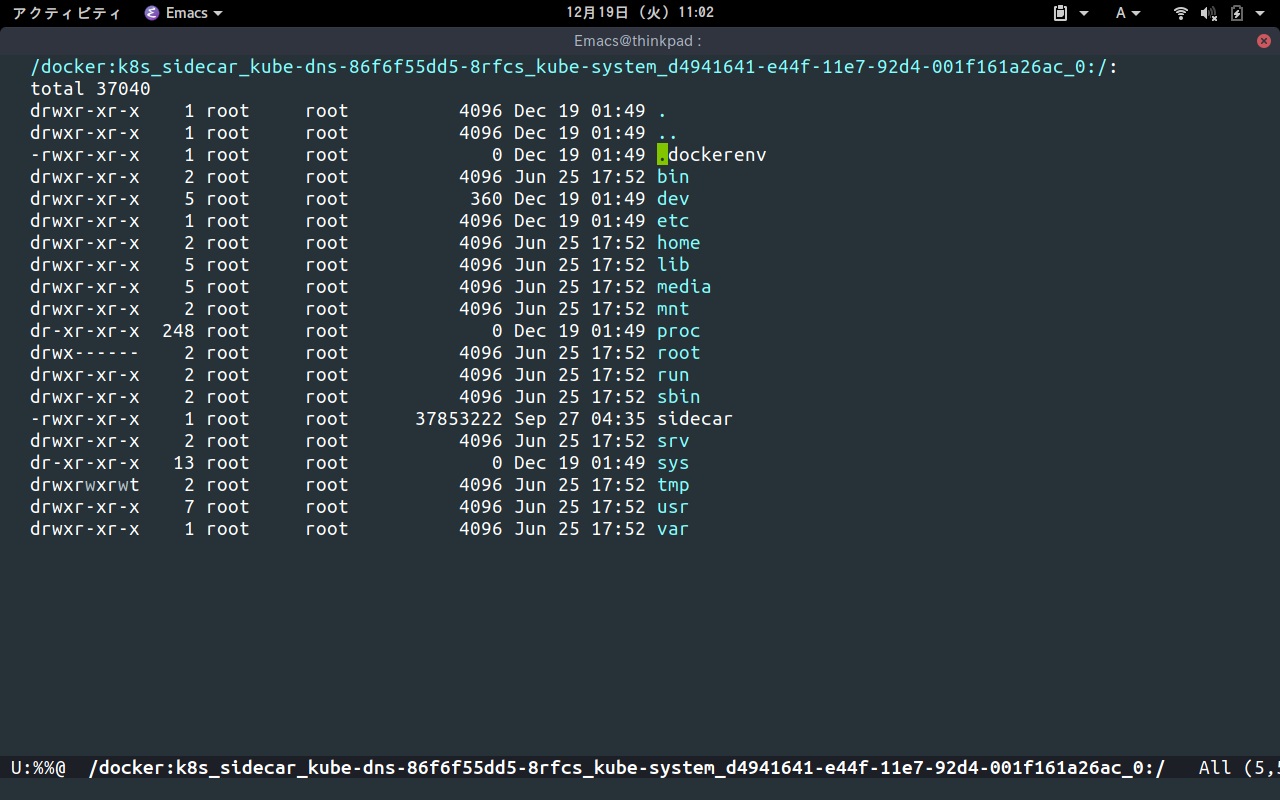 アクティビティ Emacs 12月19日 (火) 11:02 A
Emacs@thinkpad :
/docker:k8s_sidecar_kube-dns-86f6f55dd5-8rfcs_kube-system_d4941641-e44f-11e7-92d4-001f161a26ac_0:/:
total 37040
drwxr-xr-x 1 root root 4096 Dec 19 01:49 .
drwxr-xr-x 1 root root 4096 Dec 19 01:49 ..
-rwxr-xr-x 1 root root 0 Dec 19 01:49 .dockerenv
drwxr-xr-x 2 root root 4096 Jun 25 17:52 bin
drwxr-xr-x 5 root root 360 Dec 19 01:49 dev
drwxr-xr-x 1 root root 4096 Dec 19 01:49 etc
drwxr-xr-x 2 root root 4096 Jun 25 17:52 home
drwxr-xr-x 5 root root 4096 Jun 25 17:52 lib
drwxr-xr-x 5 root root 4096 Jun 25 17:52 media
drwxr-xr-x 2 root root 4096 Jun 25 17:52 mnt
dr-xr-xr-x 248 root root 0 Dec 19 01:49 proc
drwx------ 2 root root 4096 Jun 25 17:52 root
drwxr-xr-x 2 root root 4096 Jun 25 17:52 run
drwxr-xr-x 2 root root 4096 Jun 25 17:52 sbin
-rwxr-xr-x 1 root root 37853222 Sep 27 04:35 sidecar
drwxr-xr-x 2 root root 4096 Jun 25 17:52 srv
dr-xr-xr-x 13 root root 0 Dec 19 01:49 sys
drwxrwxrwt 2 root root 4096 Jun 25 17:52 tmp
drwxr-xr-x 7 root root 4096 Jun 25 17:52 usr
drwxr-xr-x 1 root root 4096 Jun 25 17:52 var
U:%%@ /docker:k8s_sidecar_kube-dns-86f6f55dd5-8rfcs_kube-system_d4941641-e44f-11e7-92d4-001f161a26ac_0:/ All (5,5